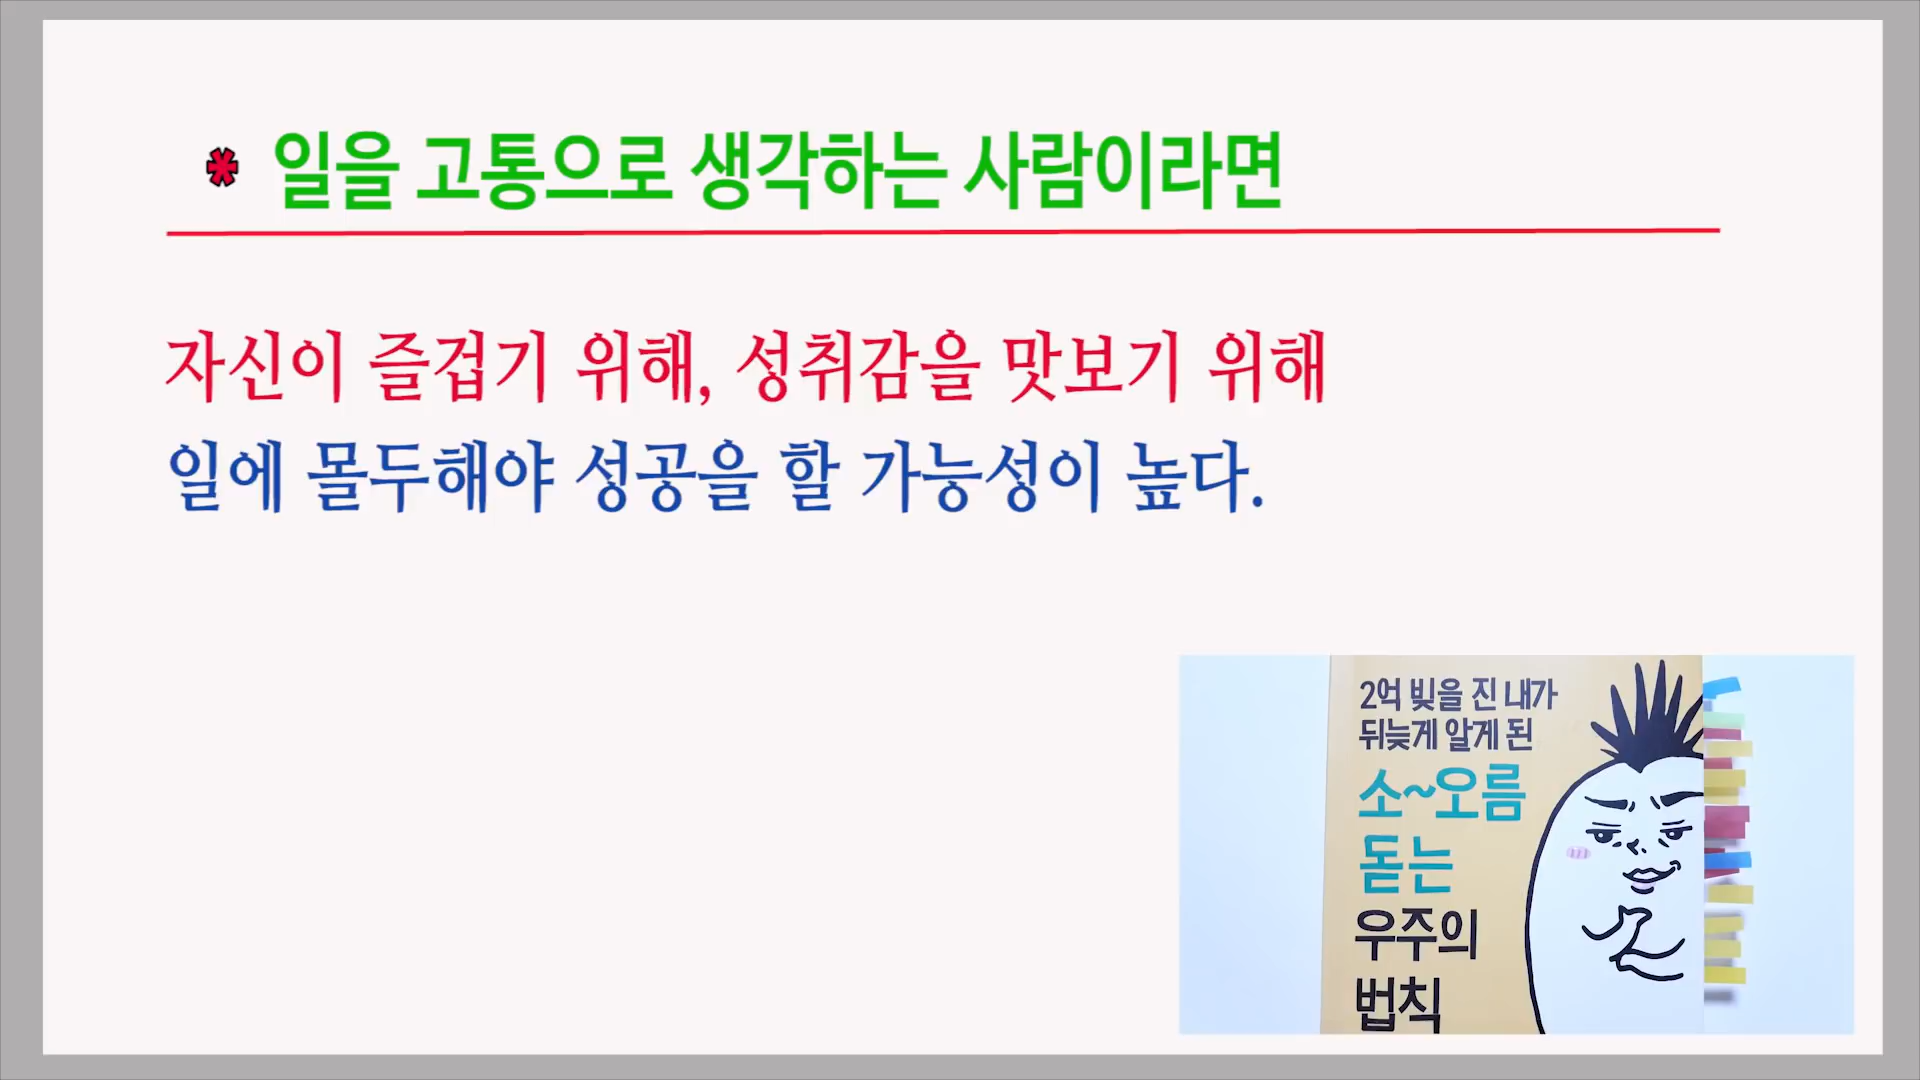 * 일을 고통으로 생각하는 사람이라면
자신이 즐겁기 위해, 성취감을 맛보기 위해
일에 몰두해야 성공을 할 가능성이 높다.
2억 빚을 진 내가
뒤늦게 알게 된
소~오름
돋는
우주의
법칙